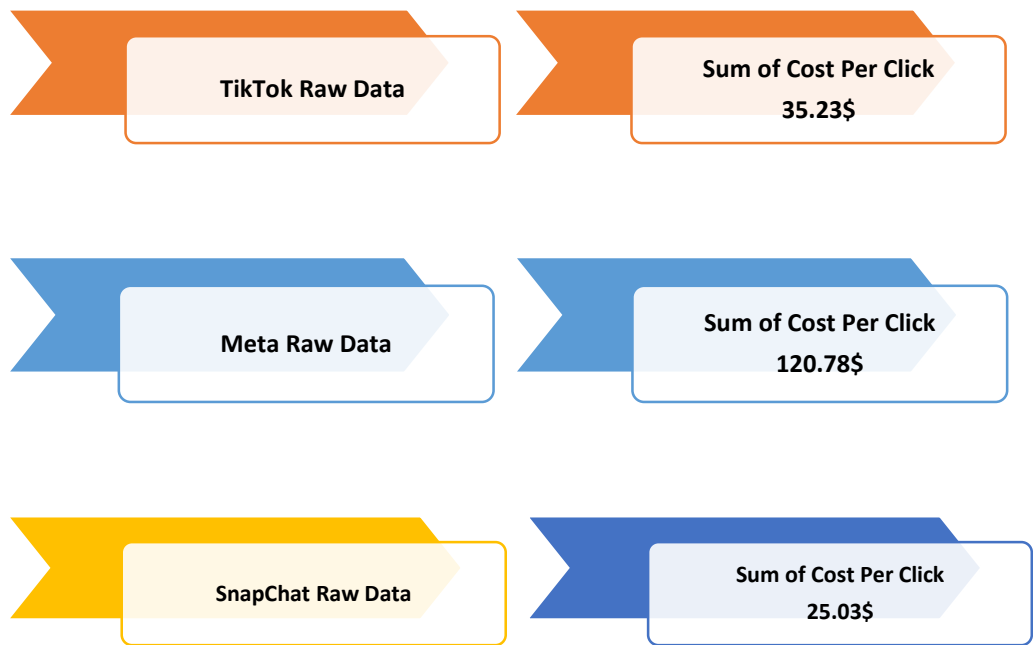 TikTok Raw Data
Sum of Cost Per Click
35.23$
Meta Raw Data
Sum of Cost Per Click
120.78$
SnapChat Raw Data
Sum of Cost Per Click
25.03$